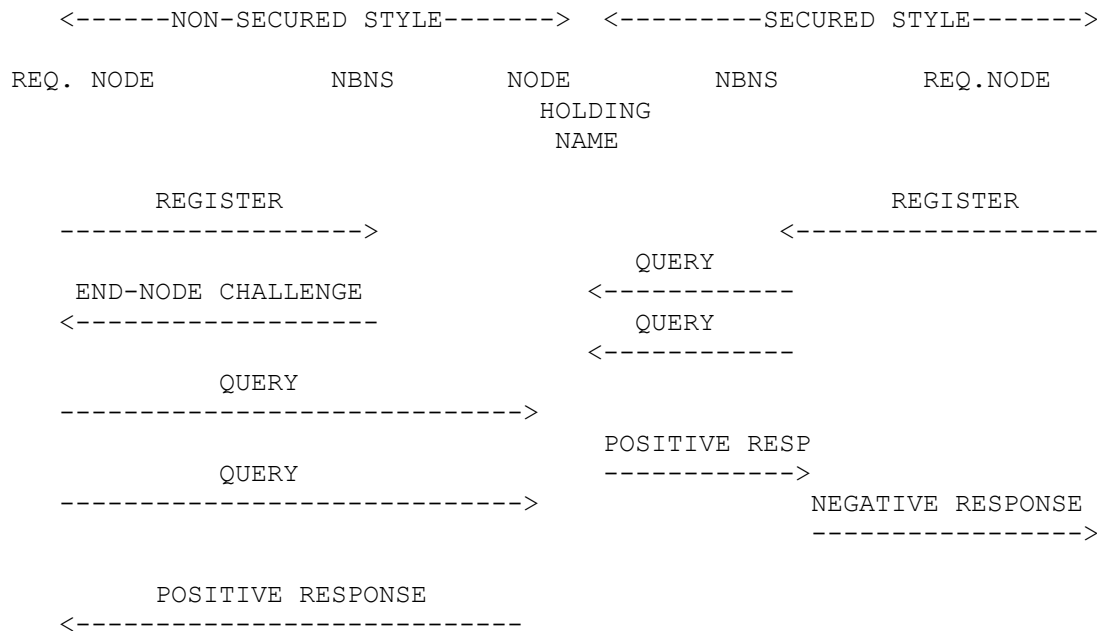 <------NON-SECURED STYLE-------> <---------SECURED STYLE------->
REQ. NODE NBNS NODE NBNS REQ.NODE
HOLDING
NAME
REGISTER REGISTER
-------------------> <-------------------
QUERY
END-NODE CHALLENGE <------------
<------------------- QUERY
<------------
QUERY
----------------------------->
POSITIVE RESP
QUERY ------------>
-----------------------------> NEGATIVE RESPONSE
----------------->
POSITIVE RESPONSE
<----------------------------